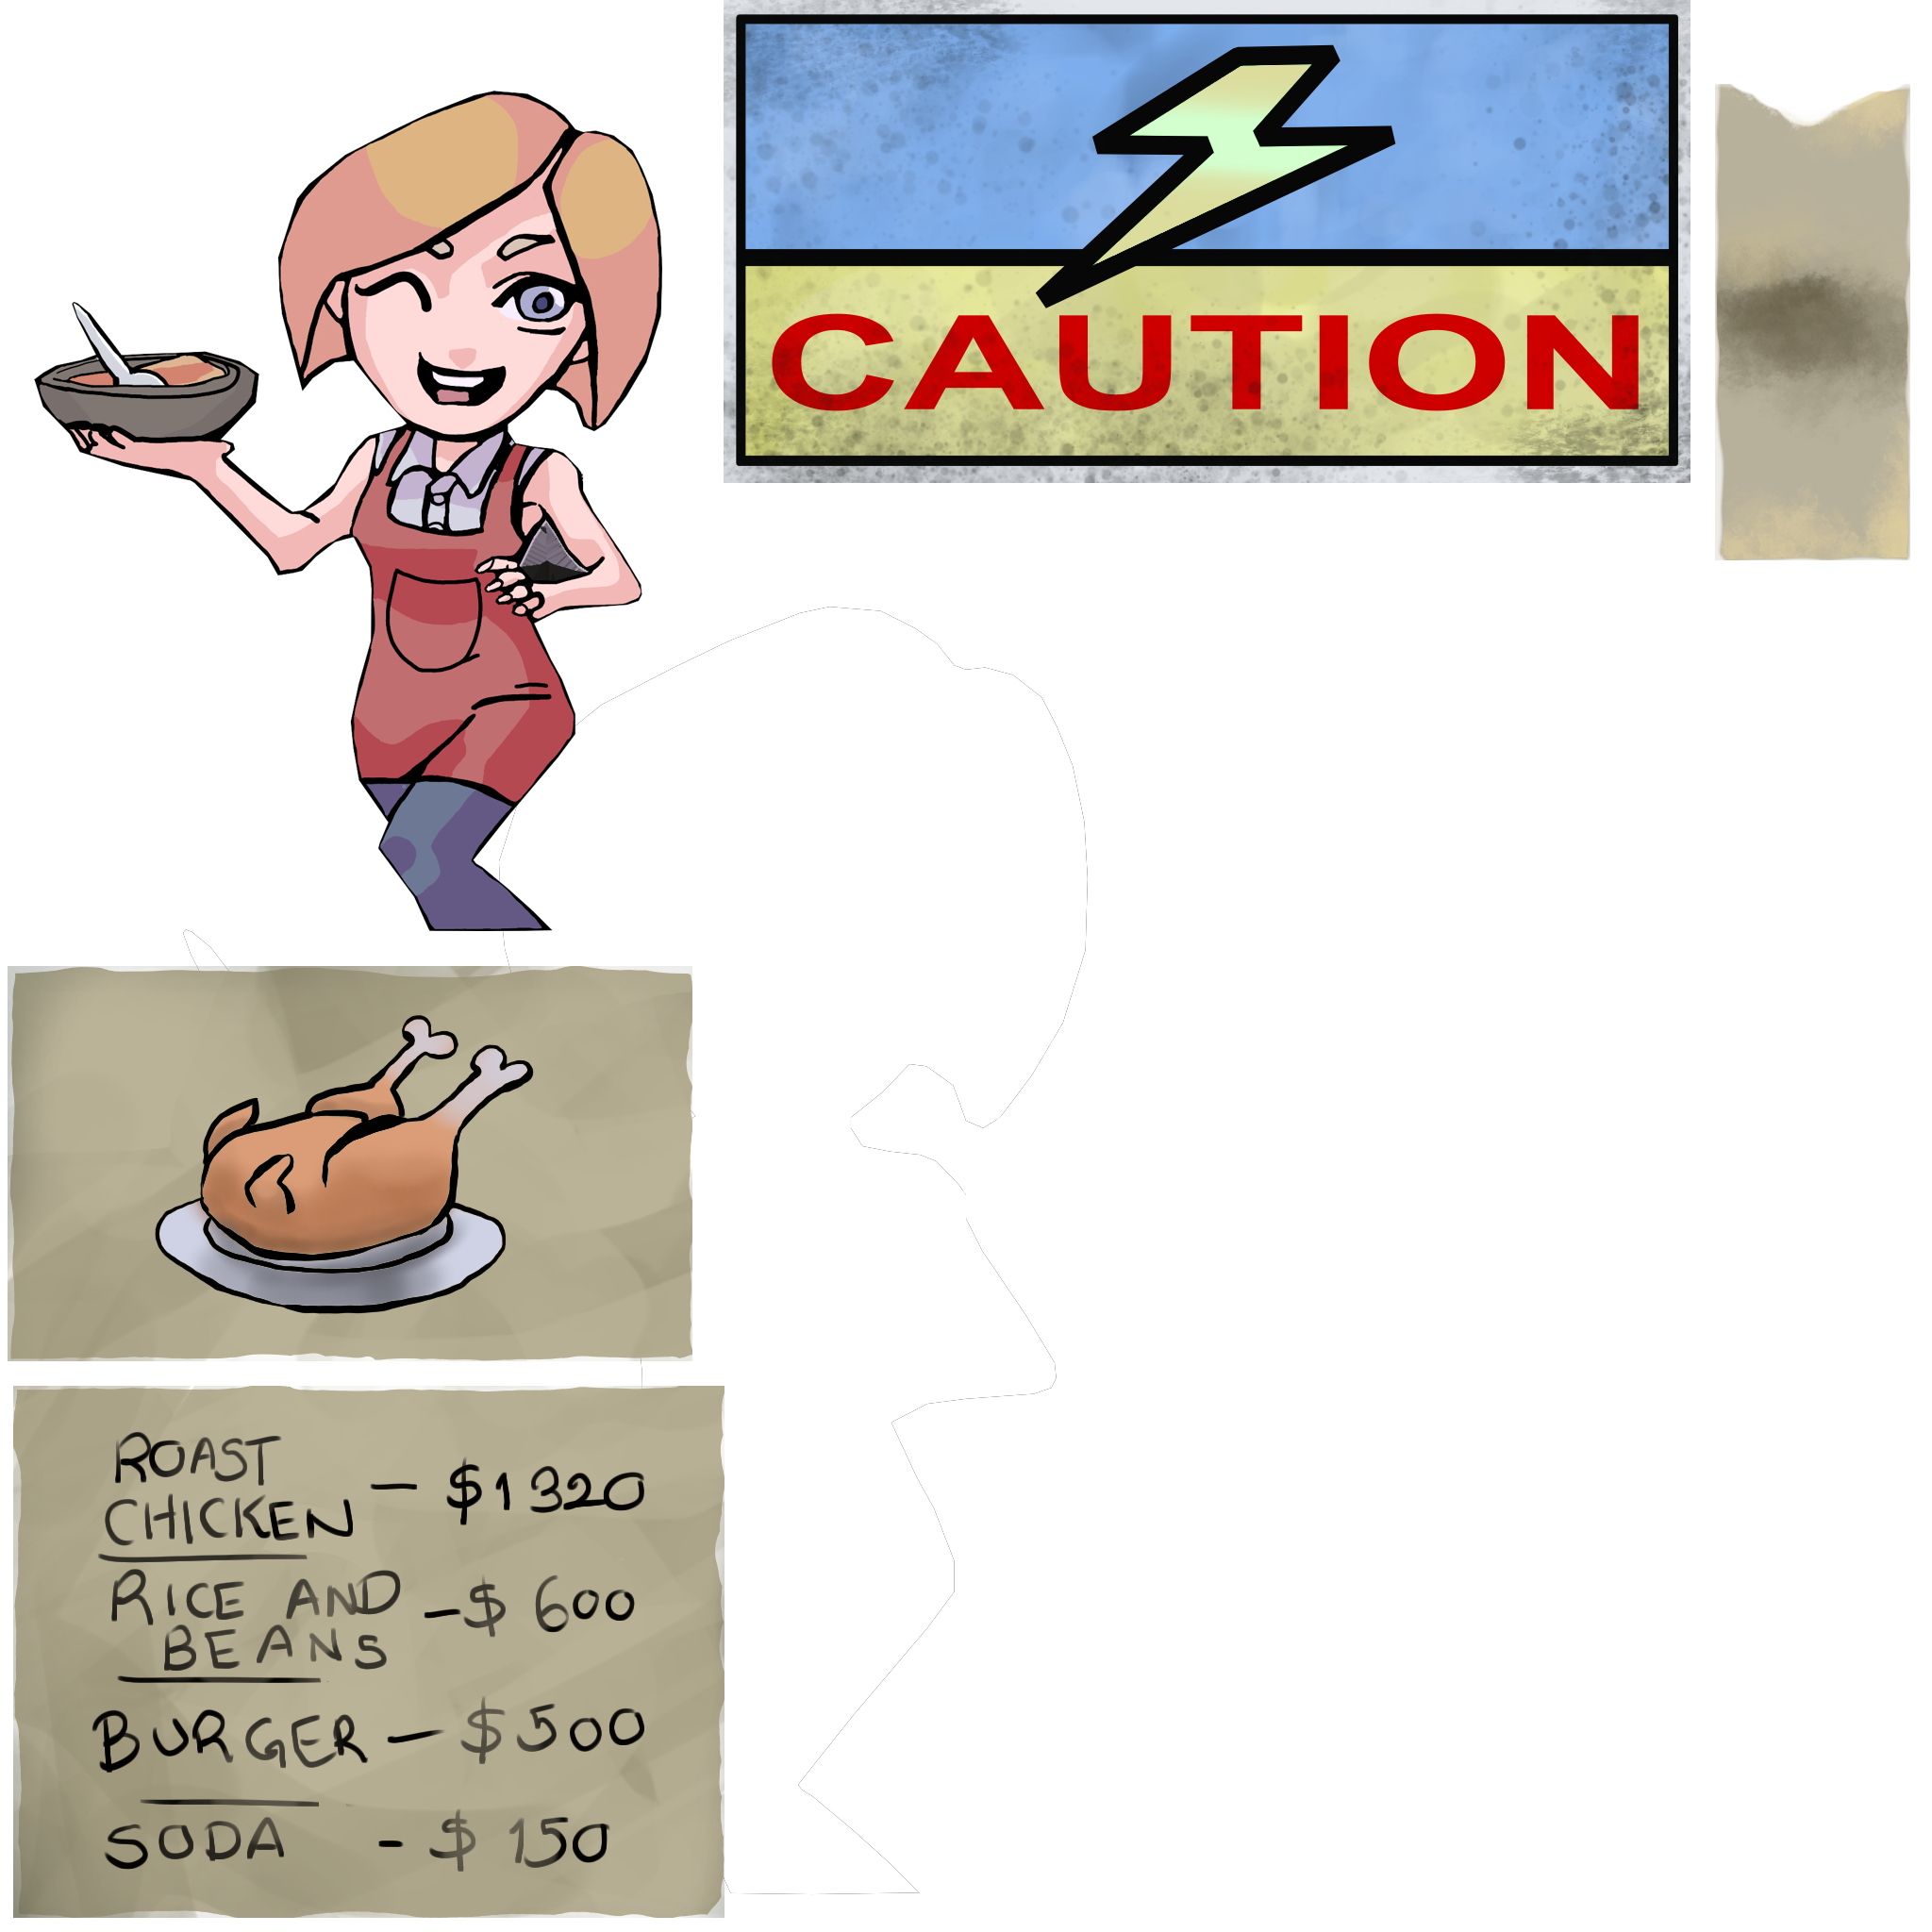 CAUTION
ROAST
CHICKEN - $1320
RICE AND
BEANS - $600
BURGER - $500
SODA - $150